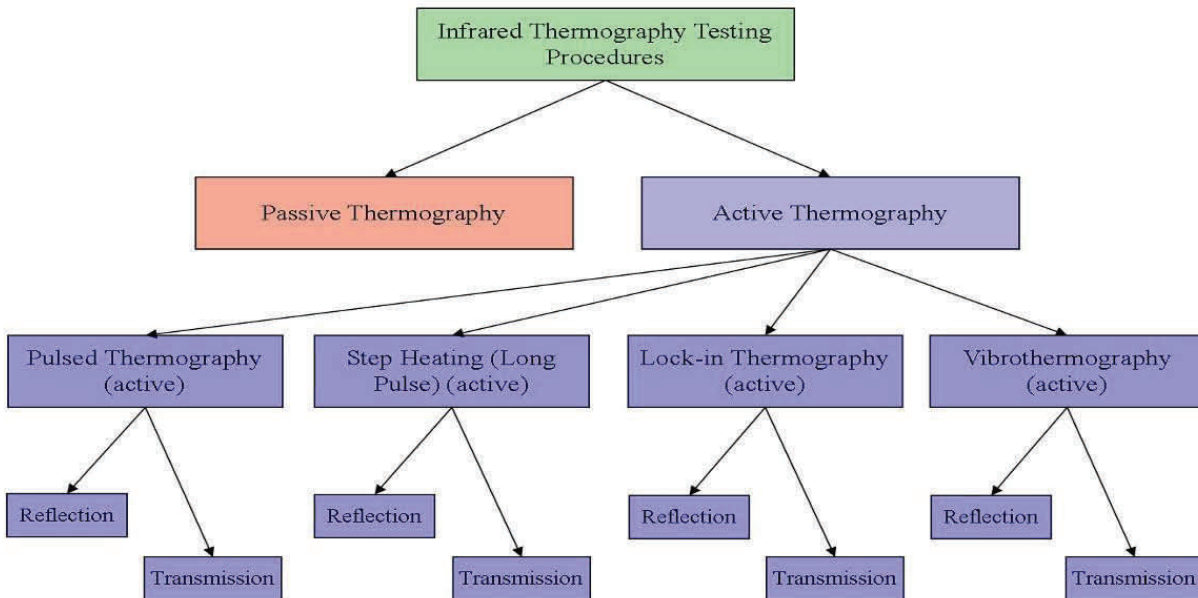 Infrared Thermography Testing
Procedures
Passive Thermography
Active Thermography
Pulsed Thermography
(active)
Step Heating (Long
Pulse) (active)
Lock-in Thermography
(active)
Vibrothermography
(active)
Reflection
Reflection
Reflection
Reflection
Transmission
Transmission
Transmission
Transmission